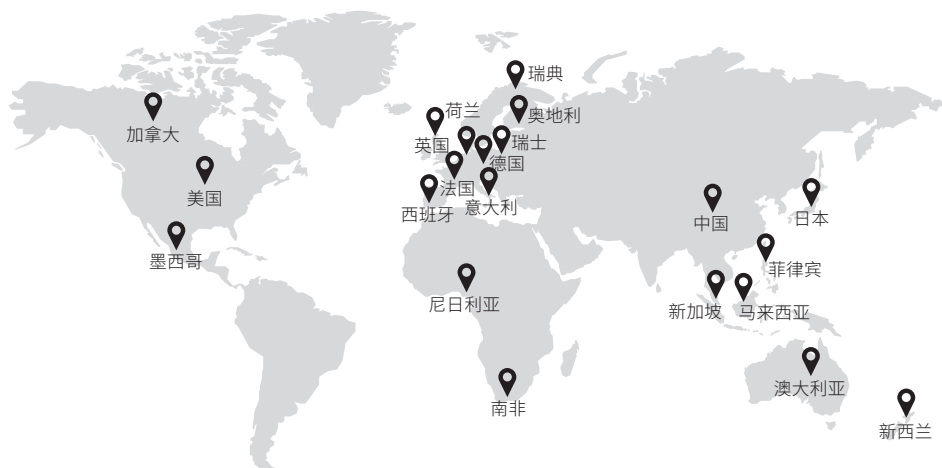 瑞典
荷兰
奥地利
加拿大
英国
瑞士
德国
法国
美国
意大利
西班牙
中国
日本
墨西哥
菲律宾
尼日利亚
新加坡
马来西亚
澳大利亚
南非
新西兰